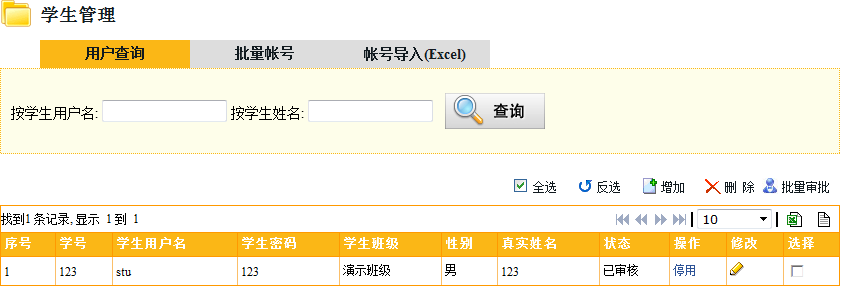 学生管理
用户查询 批量帐号 帐号导入(Excel)
按学生用户名: 按学生姓名: 查询
全选 反选 增加 删 除 批量审批
找到1 条记录, 显示 1 到 1 10
序号 学号 学生用户名 学生密码 学生班级 性别 真实姓名 状态 操作 修改 选择
1 123 stu 123 演示班级 男 123 已审核 停用